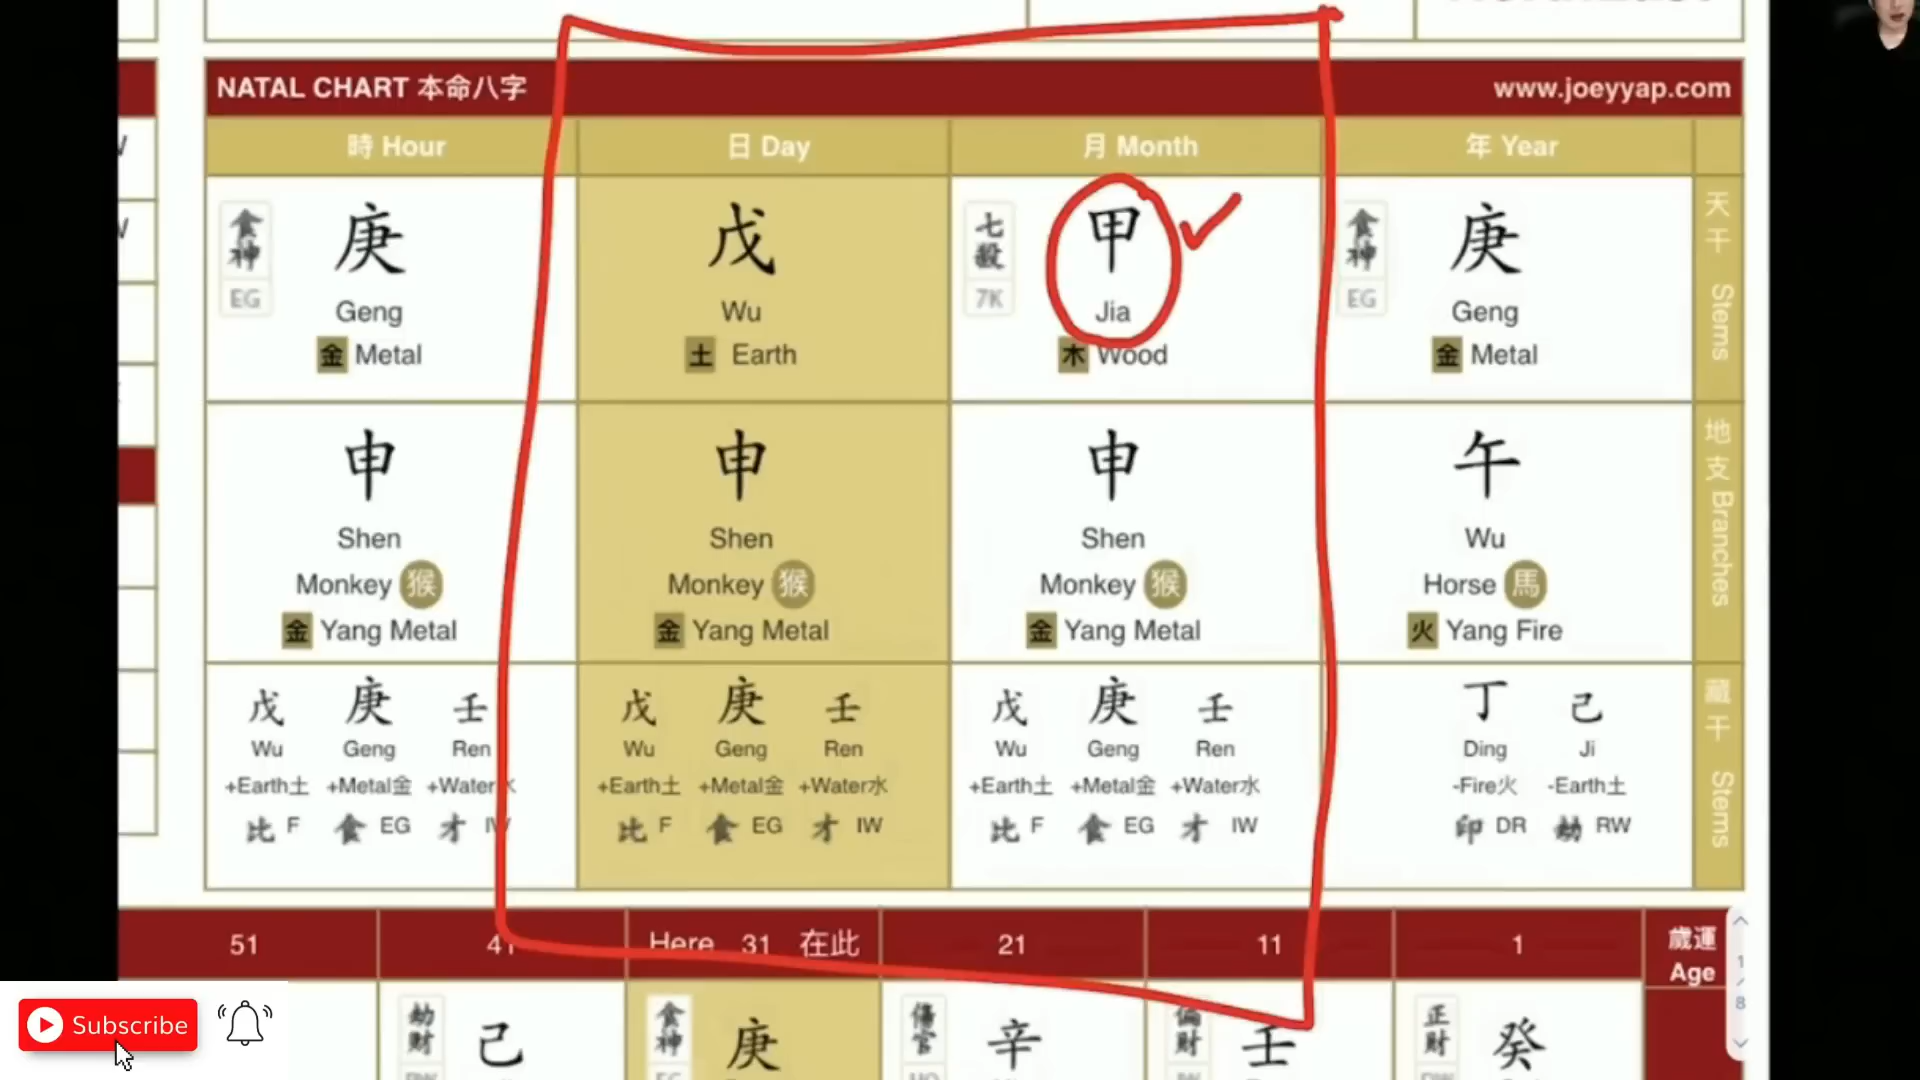 NATAL CHART 本命八字 www.joeyyap.com
時 Hour 日 Day 月 Month 年 Year
食神 庚 戊 七殺 甲 食神 庚 天干 Stems
EG 7K EG
Geng Wu Jia Geng
金 Metal 土 Earth 木 Wood 金 Metal
申 申 申 午 地支 Branches
Shen Shen Shen Wu
Monkey 猴 Monkey 猴 Monkey 猴 Horse 馬
金 Yang Metal 金 Yang Metal 金 Yang Metal 火 Yang Fire
戊 庚 壬 戊 庚 壬 戊 庚 壬 丁 己 藏干 Stems
Wu Geng Ren Wu Geng Ren Wu Geng Ren Ding Ji
+Earth土 +Metal金 +Water水 +Earth土 +Metal金 +Water水 +Earth土 +Metal金 +Water水 -Fire火 -Earth土
比 F 食 EG 才 IW 比 F 食 EG 才 IW 比 F 食 EG 才 IW 印 DR 劫 RW
51 41 Here 31 在此 21 11 1 歲運 Age
劫財 己 食神 庚 傷官 辛 偏財 壬 正財 癸
1 / 8
Subscribe